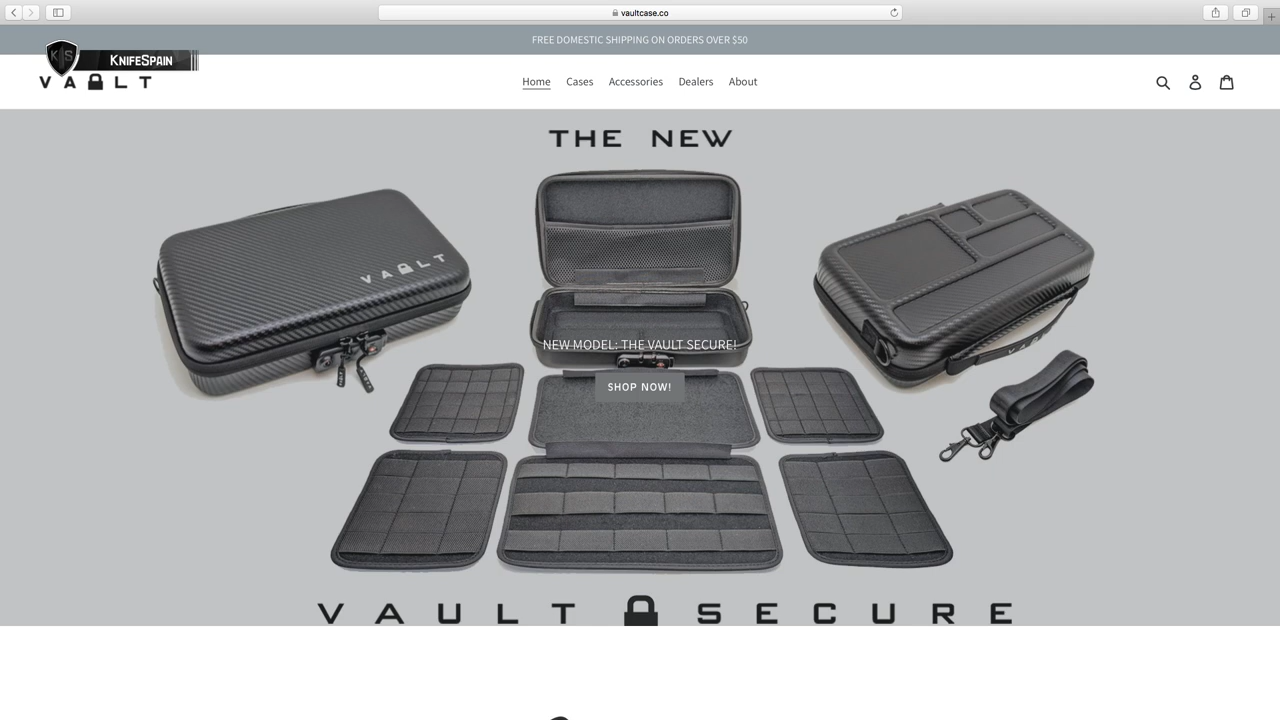 vaultcase.co
FREE DOMESTIC SHIPPING ON ORDERS OVER $50
KS KNIFESPAIN
VAULT
Home Cases Accessories Dealers About
THE NEW
VAULT
NEW MODEL: THE VAULT SECURE!
SHOP NOW!
VAULT SECURE